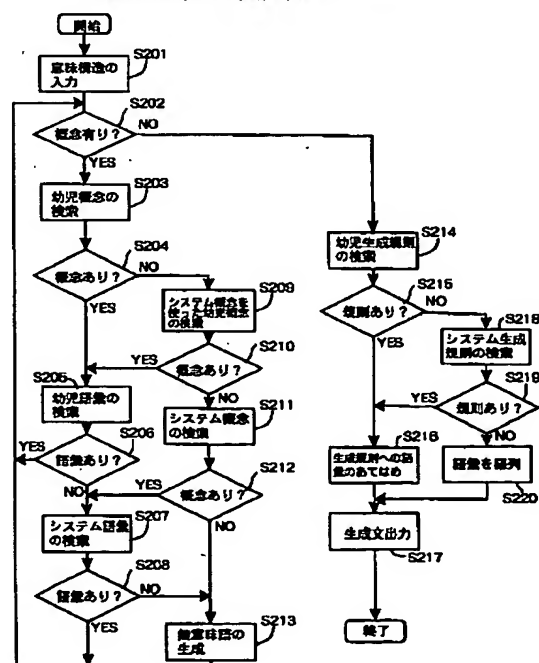 開始
S201
意味構造の
入力
S202
概念有り？
NO
YES
S203
幼児概念の
検索
S204
概念あり？
NO
YES
S209
システム概念を
使った幼児概念
の検索
S210
YES
概念あり？
NO
S205
幼児語彙の
検索
S211
システム概念
の検索
S206
YES
語彙あり？
NO
S212
YES
概念あり？
NO
S207
システム語彙
の検索
S208
語彙あり？
NO
YES
S213
無意味語の
生成
S214
幼児生成規則
の検索
S215
規則あり？
NO
YES
S218
システム生成
規則の検索
S219
YES
規則あり？
NO
S216
生成規則への語
彙のあてはめ
語彙を羅列
S220
生成文出力
S217
終了